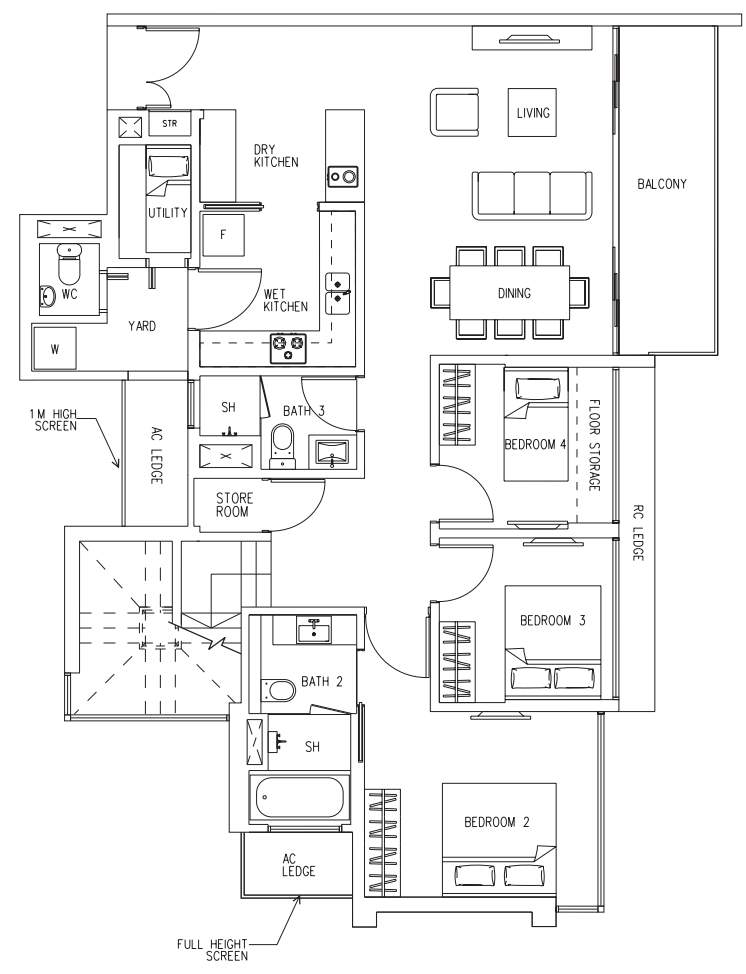 LIVING
STR
DRY
KITCHEN
BALCONY
UTILITY
F
WC
DINING
WET
KITCHEN
YARD
W
1M HIGH
SCREEN
AC LEDGE
SH
BATH 3
BEDROOM 4
FLOOR STORAGE
STORE
ROOM
RC LEDGE
BEDROOM 3
BATH 2
SH
BEDROOM 2
AC
LEDGE
FULL HEIGHT
SCREEN